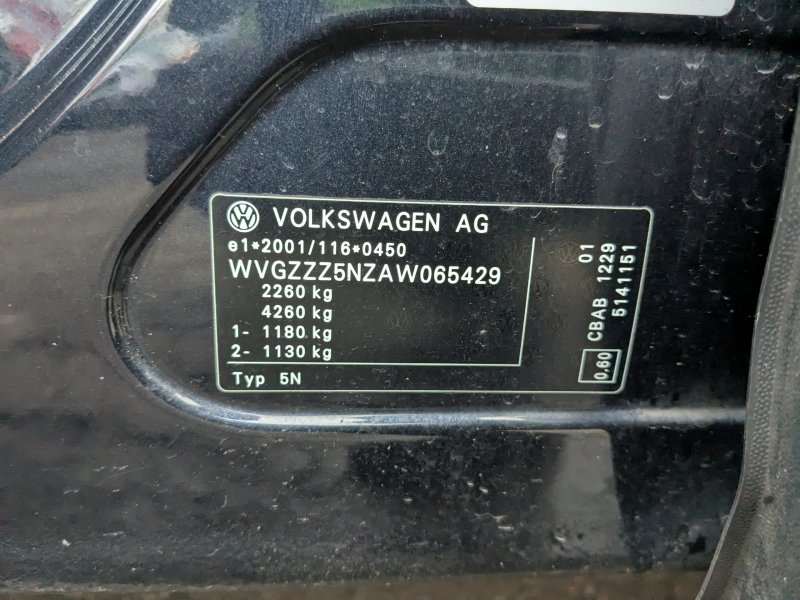 VOLKSWAGEN AG
e1*2001/116*0450
WVGZZZ5NZAW065429
2260 kg
4260 kg
1- 1180 kg
2- 1130 kg
Typ 5N
01
CBAB 1229
5141151
0.60